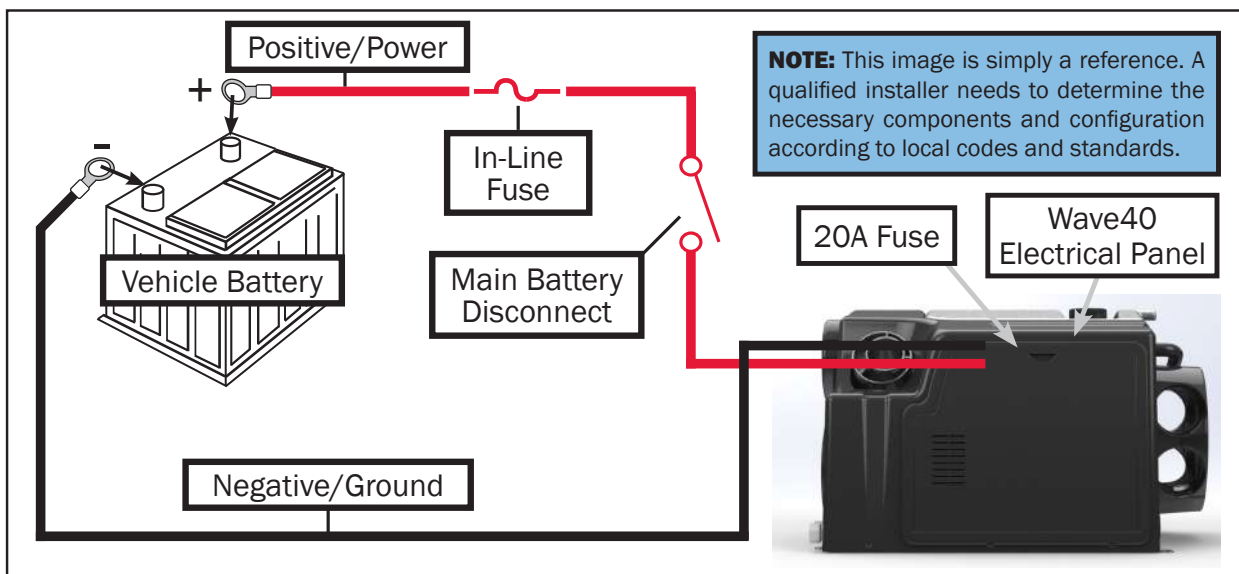 Positive/Power
+
-
In-Line
Fuse
Vehicle Battery
Main Battery
Disconnect
NOTE: This image is simply a reference. A
qualified installer needs to determine the
necessary components and configuration
according to local codes and standards.
20A Fuse
Wave40
Electrical Panel
Negative/Ground